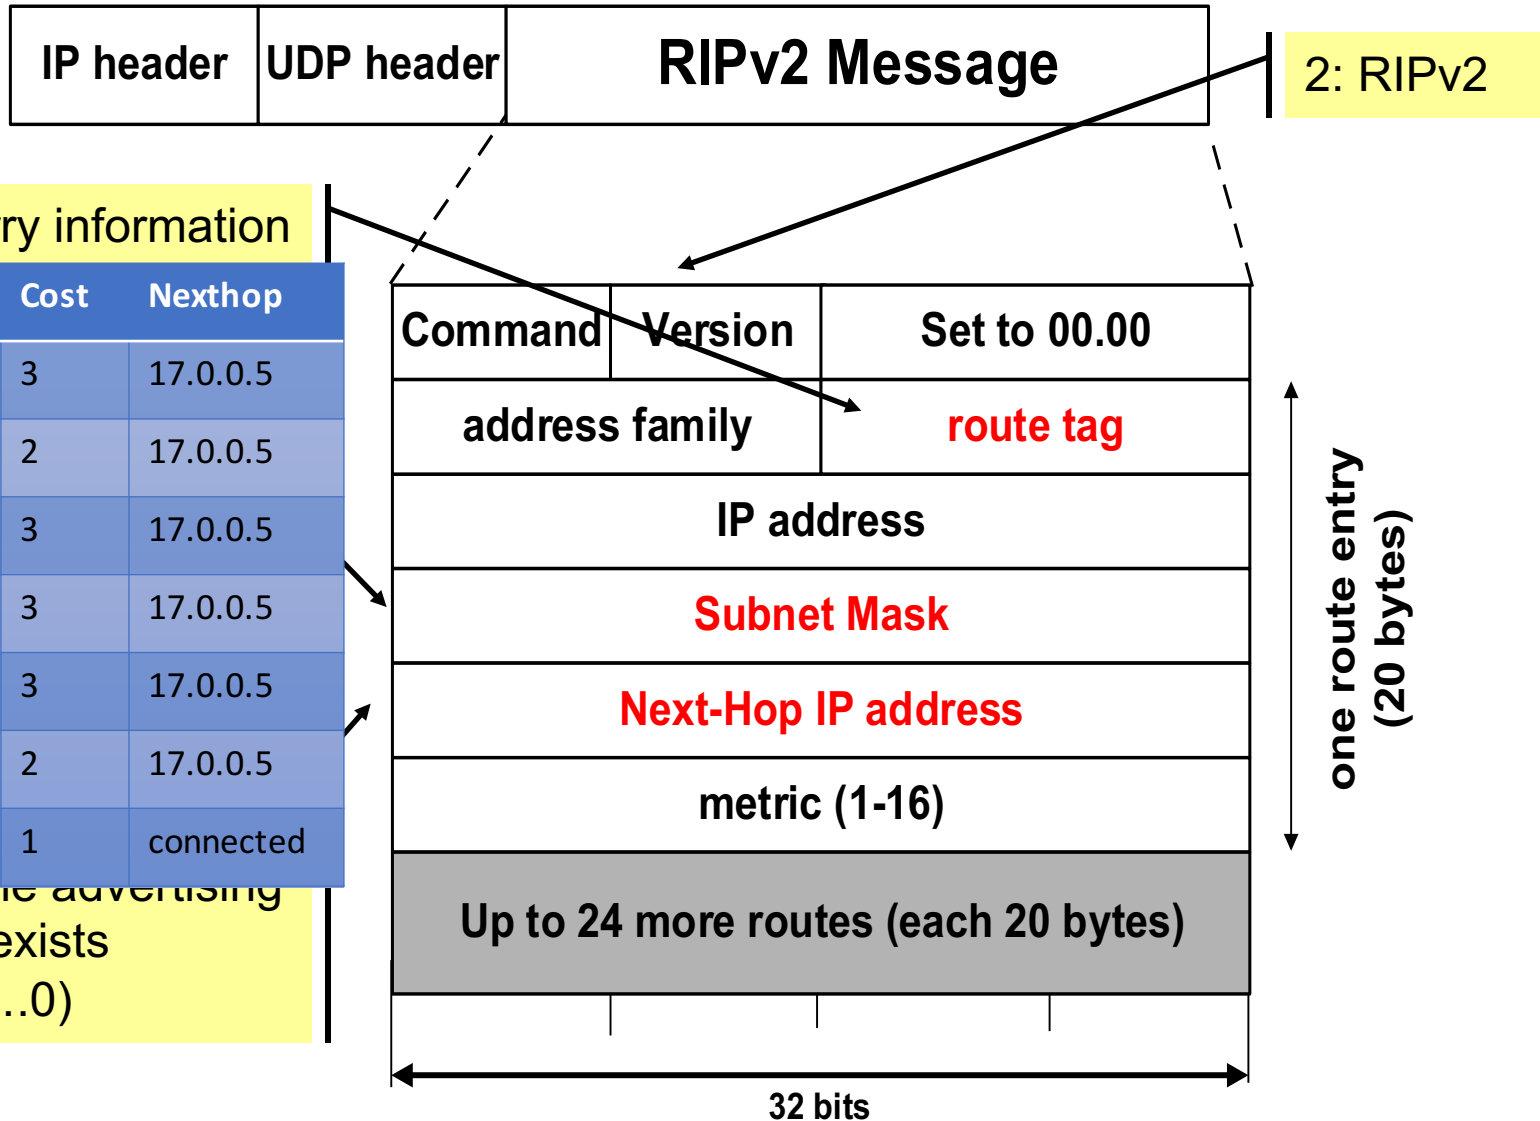 IP header UDP header RIPv2 Message
2: RIPv2
ry information
Cost Nexthop
3 17.0.0.5
2 17.0.0.5
3 17.0.0.5
3 17.0.0.5
3 17.0.0.5
2 17.0.0.5
1 connected
advertising
exists
...0)
Command Version Set to 00.00
address family route tag
IP address
Subnet Mask
Next-Hop IP address
metric (1-16)
Up to 24 more routes (each 20 bytes)
32 bits
one route entry
(20 bytes)